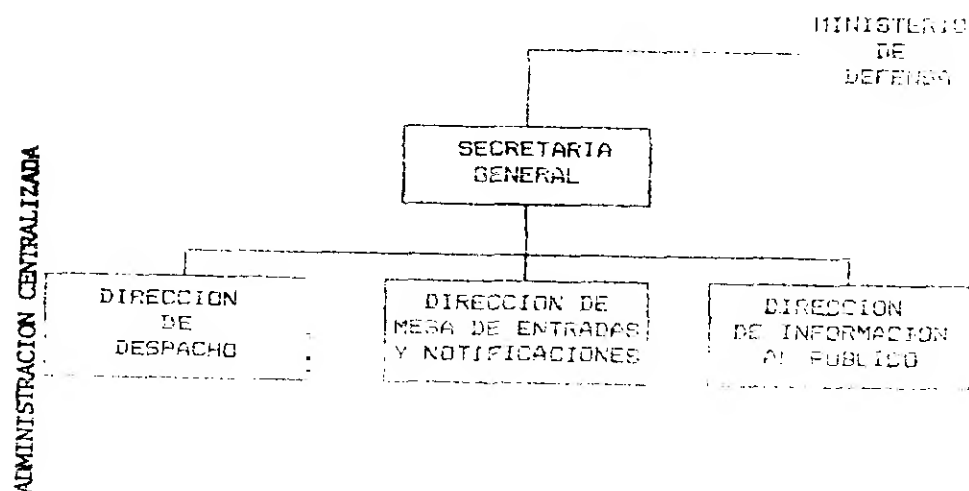 MINISTERIO
DE
DEFENSA
SECRETARIA
GENERAL
ADMINISTRACION CENTRALIZADA
DIRECCION
DE
DESPACHO
DIRECCION DE
MESA DE ENTRADAS
Y NOTIFICACIONES
DIRECCION
DE INFORMACION
AL PUBLICO